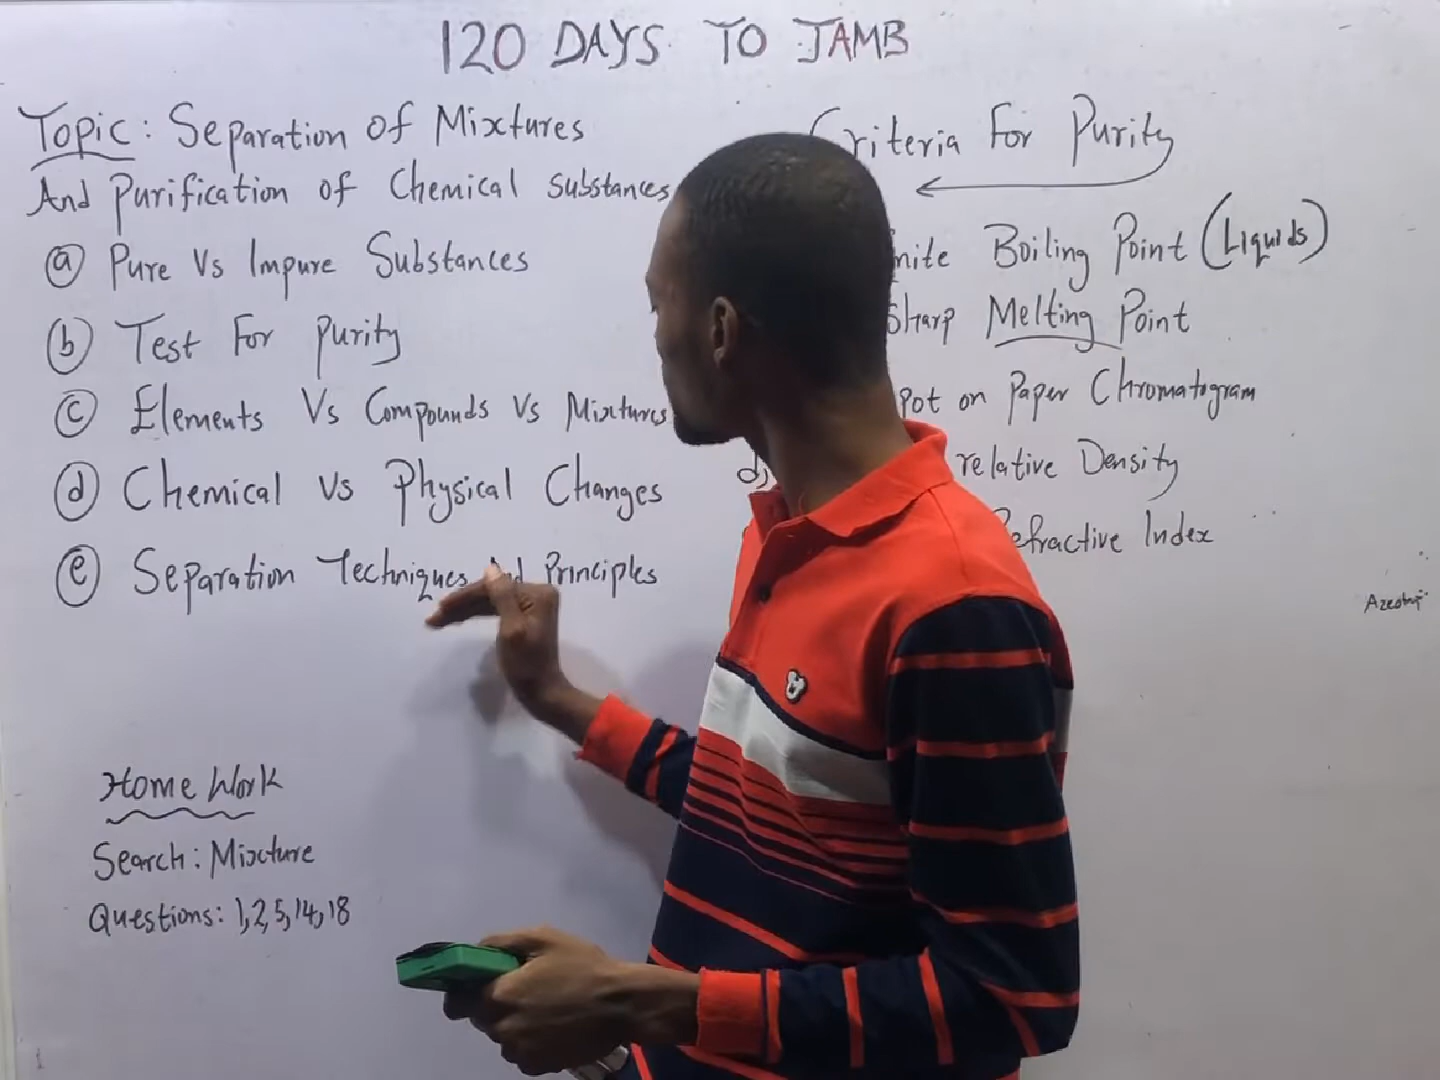 120 DAYS TO JAMB
Topic: Separation of Mixtures
And Purification of Chemical Substances
(a) Pure Vs Impure Substances
(b) Test For Purity
(c) Elements Vs Compounds Vs Mixtures
(d) Chemical Vs Physical Changes
(e) Separation Techniques And Principles
Home Work
Search: Mixture
Questions: 1, 2, 5, 14, 18
Criteria For Purity
nite Boiling Point (Liquids)
Sharp Melting Point
pot on Paper Chromatogram
d, relative Density
efractive Index